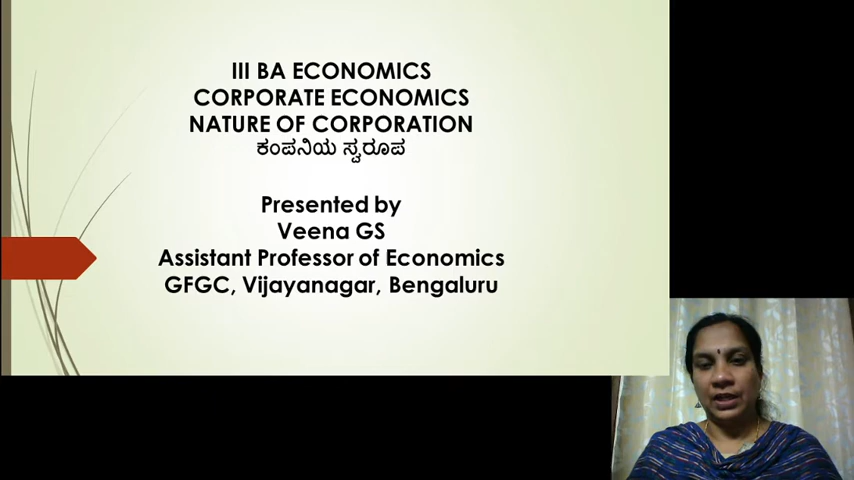 III BA ECONOMICS
CORPORATE ECONOMICS
NATURE OF CORPORATION
ಕಂಪನಿಯ ಸ್ವರೂಪ
Presented by
Veena GS
Assistant Professor of Economics
GFGC, Vijayanagar, Bengaluru